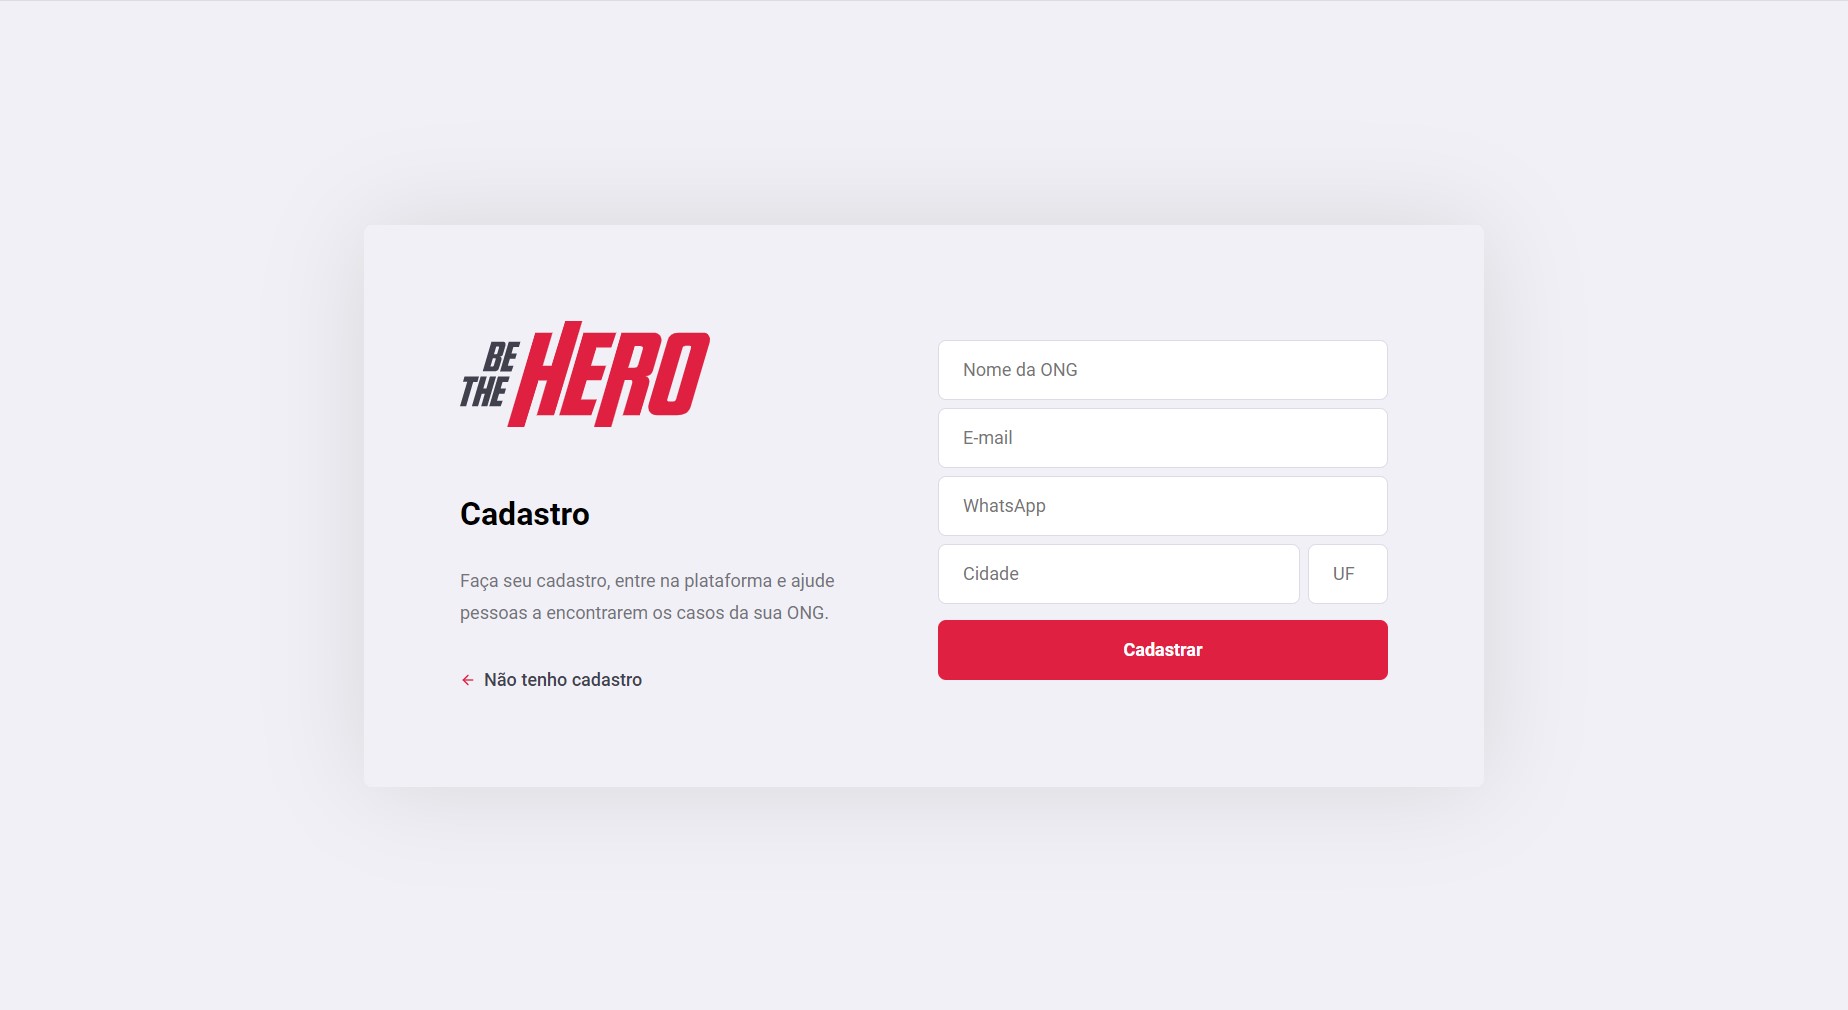 BE
THE
HERO
Cadastro
Faça seu cadastro, entre na plataforma e ajude
pessoas a encontrarem os casos da sua ONG.
Não tenho cadastro
Nome da ONG
E-mail
WhatsApp
Cidade
UF
Cadastrar